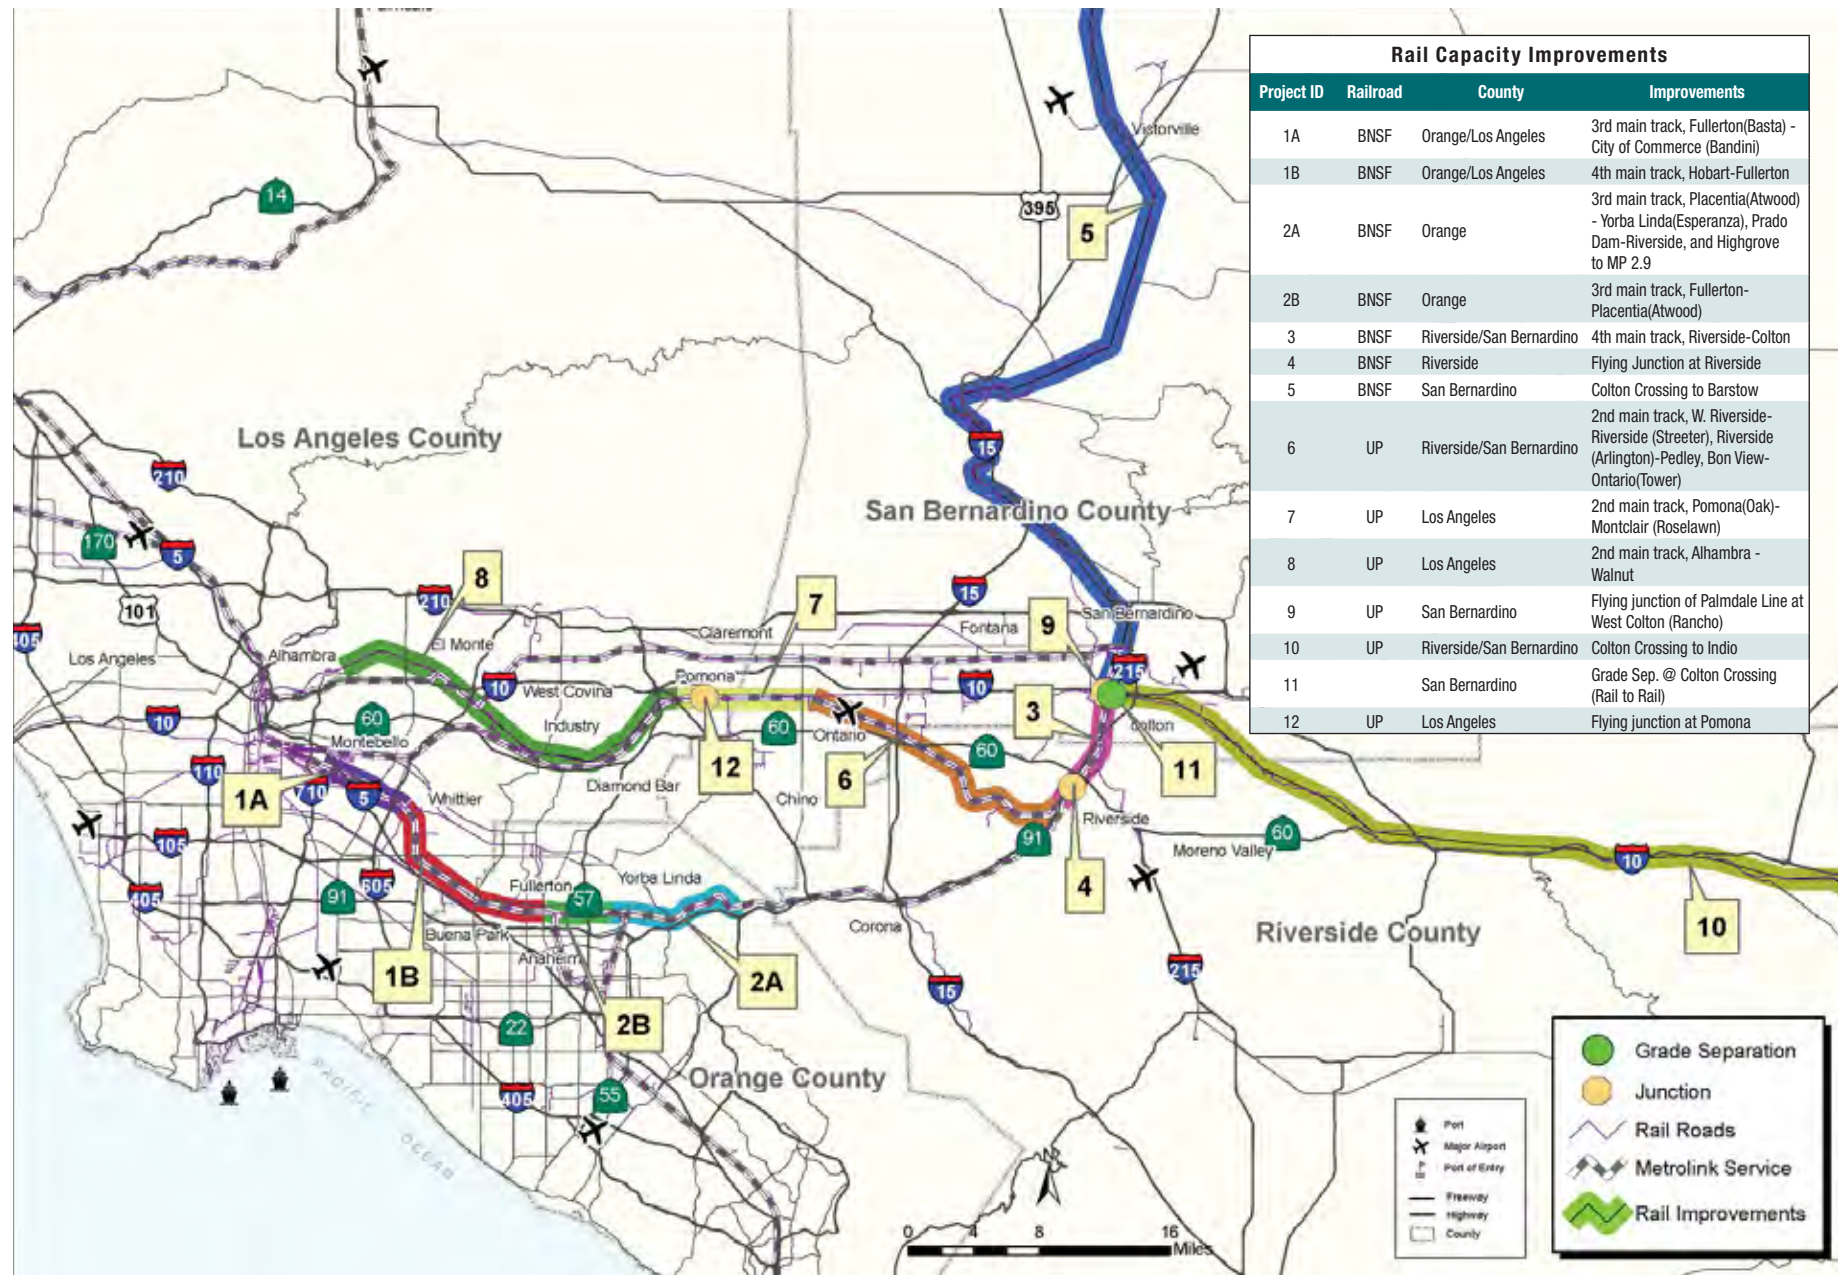 Rail Capacity Improvements
Project ID Railroad County Improvements
1A BNSF Orange/Los Angeles 3rd main track, Fullerton(Basta) -
City of Commerce (Bandini)
1B BNSF Orange/Los Angeles 4th main track, Hobart-Fullerton
2A BNSF Orange 3rd main track, Placentia(Atwood)
- Yorba Linda(Esperanza), Prado
Dam-Riverside, and Highgrove
to MP 2.9
2B BNSF Orange 3rd main track, Fullerton-
Placentia(Atwood)
3 BNSF Riverside/San Bernardino 4th main track, Riverside-Colton
4 BNSF Riverside Flying Junction at Riverside
5 BNSF San Bernardino Colton Crossing to Barstow
6 UP Riverside/San Bernardino 2nd main track, W. Riverside-
Riverside (Streeter), Riverside
(Arlington)-Pedley, Bon View-
Ontario(Tower)
7 UP Los Angeles 2nd main track, Pomona(Oak)-
Montclair (Roselawn)
8 UP Los Angeles 2nd main track, Alhambra -
Walnut
9 UP San Bernardino Flying junction of Palmdale Line at
West Colton (Rancho)
10 UP Riverside/San Bernardino Colton Crossing to Indio
11 San Bernardino Grade Sep. @ Colton Crossing
(Rail to Rail)
12 UP Los Angeles Flying junction at Pomona
Victorville
14
395
5
Los Angeles County
15
210
San Bernardino County
170
5
8
210
7
15
9
San Bernardino
101
405
Claremont
Fontana
El Monte
Los Angeles
Alhambra
215
10
West Covina
Pomona
10
3
Colton
10
60
Industry
60
Ontario
60
Montebello
12
6
11
110
1A
710
5
Whittier
Diamond Bar
Chino
Riverside
105
91
60
Moreno Valley
10
Fullerton
Yorba Linda
4
405
91
605
57
Corona
Riverside County
10
Buena Park
Anaheim
1B
2A
215
15
22
2B
Orange County
405
55
PACIFIC
OCEAN
N
0 4 8 16
Miles
Port
Major Airport
Port of Entry
Freeway
Highway
County
Grade Separation
Junction
Rail Roads
Metrolink Service
Rail Improvements